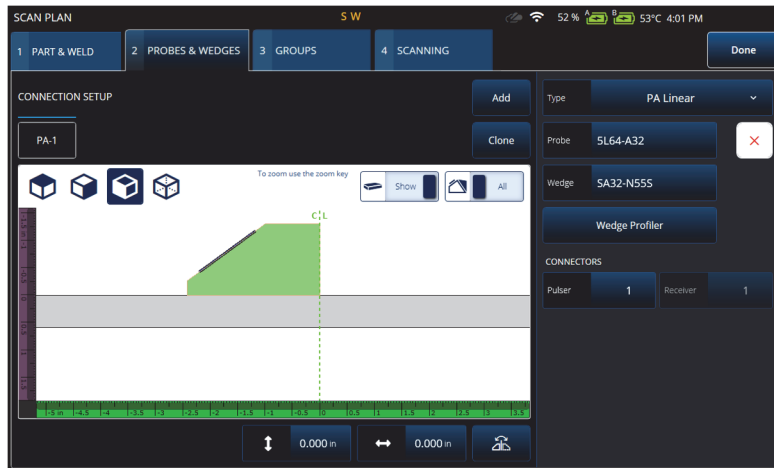 SCAN PLAN
S W
52 %
A
B
53°C 4:01 PM
1 PART & WELD
2 PROBES & WEDGES
3 GROUPS
4 SCANNING
Done
CONNECTION SETUP
Add
Type
PA Linear
PA-1
Clone
Probe
5L64-A32
To zoom use the zoom key
Show
All
Wedge
SA32-N55S
C L
Wedge Profiler
CONNECTORS
Pulser
1
Receiver
1
-5 in -4.5 -4 -3.5 -3 -2.5 -2 -1.5 -1 -0.5 0 0.5 1 1.5 2 2.5 3 3.5
0.000 in
0.000 in